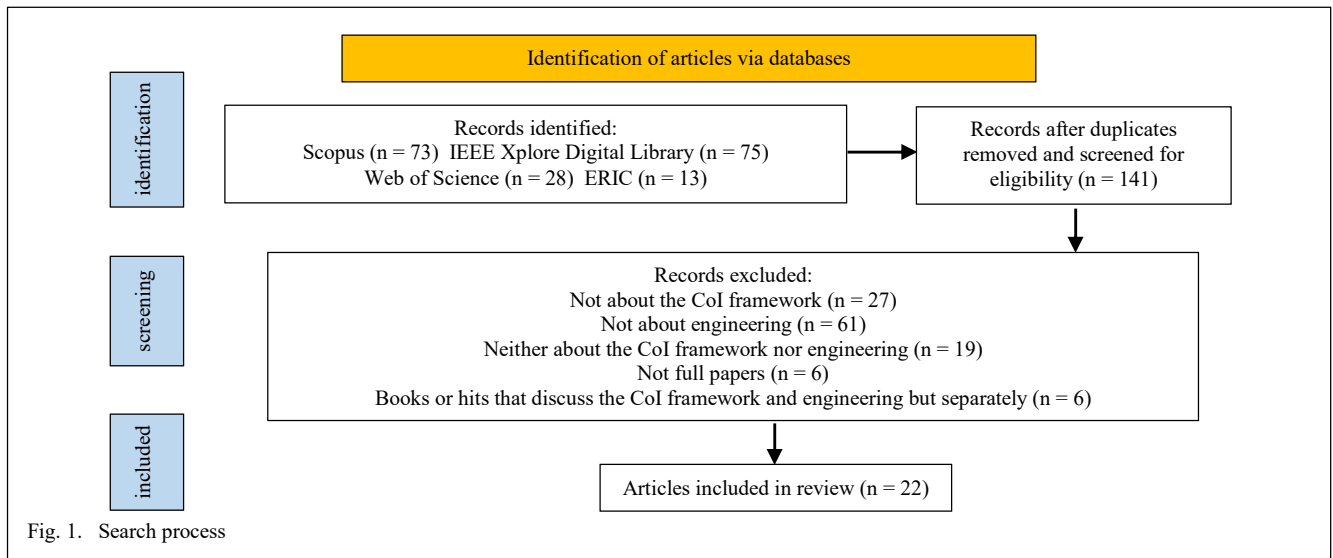 Identification of articles via databases
identification
Records identified:
Scopus (n = 73) IEEE Xplore Digital Library (n = 75)
Web of Science (n = 28) ERIC (n = 13)
Records after duplicates
removed and screened for
eligibility (n = 141)
screening
Records excluded:
Not about the CoI framework (n = 27)
Not about engineering (n = 61)
Neither about the CoI framework nor engineering (n = 19)
Not full papers (n = 6)
Books or hits that discuss the CoI framework and engineering but separately (n = 6)
included
Articles included in review (n = 22)
Fig. 1. Search process